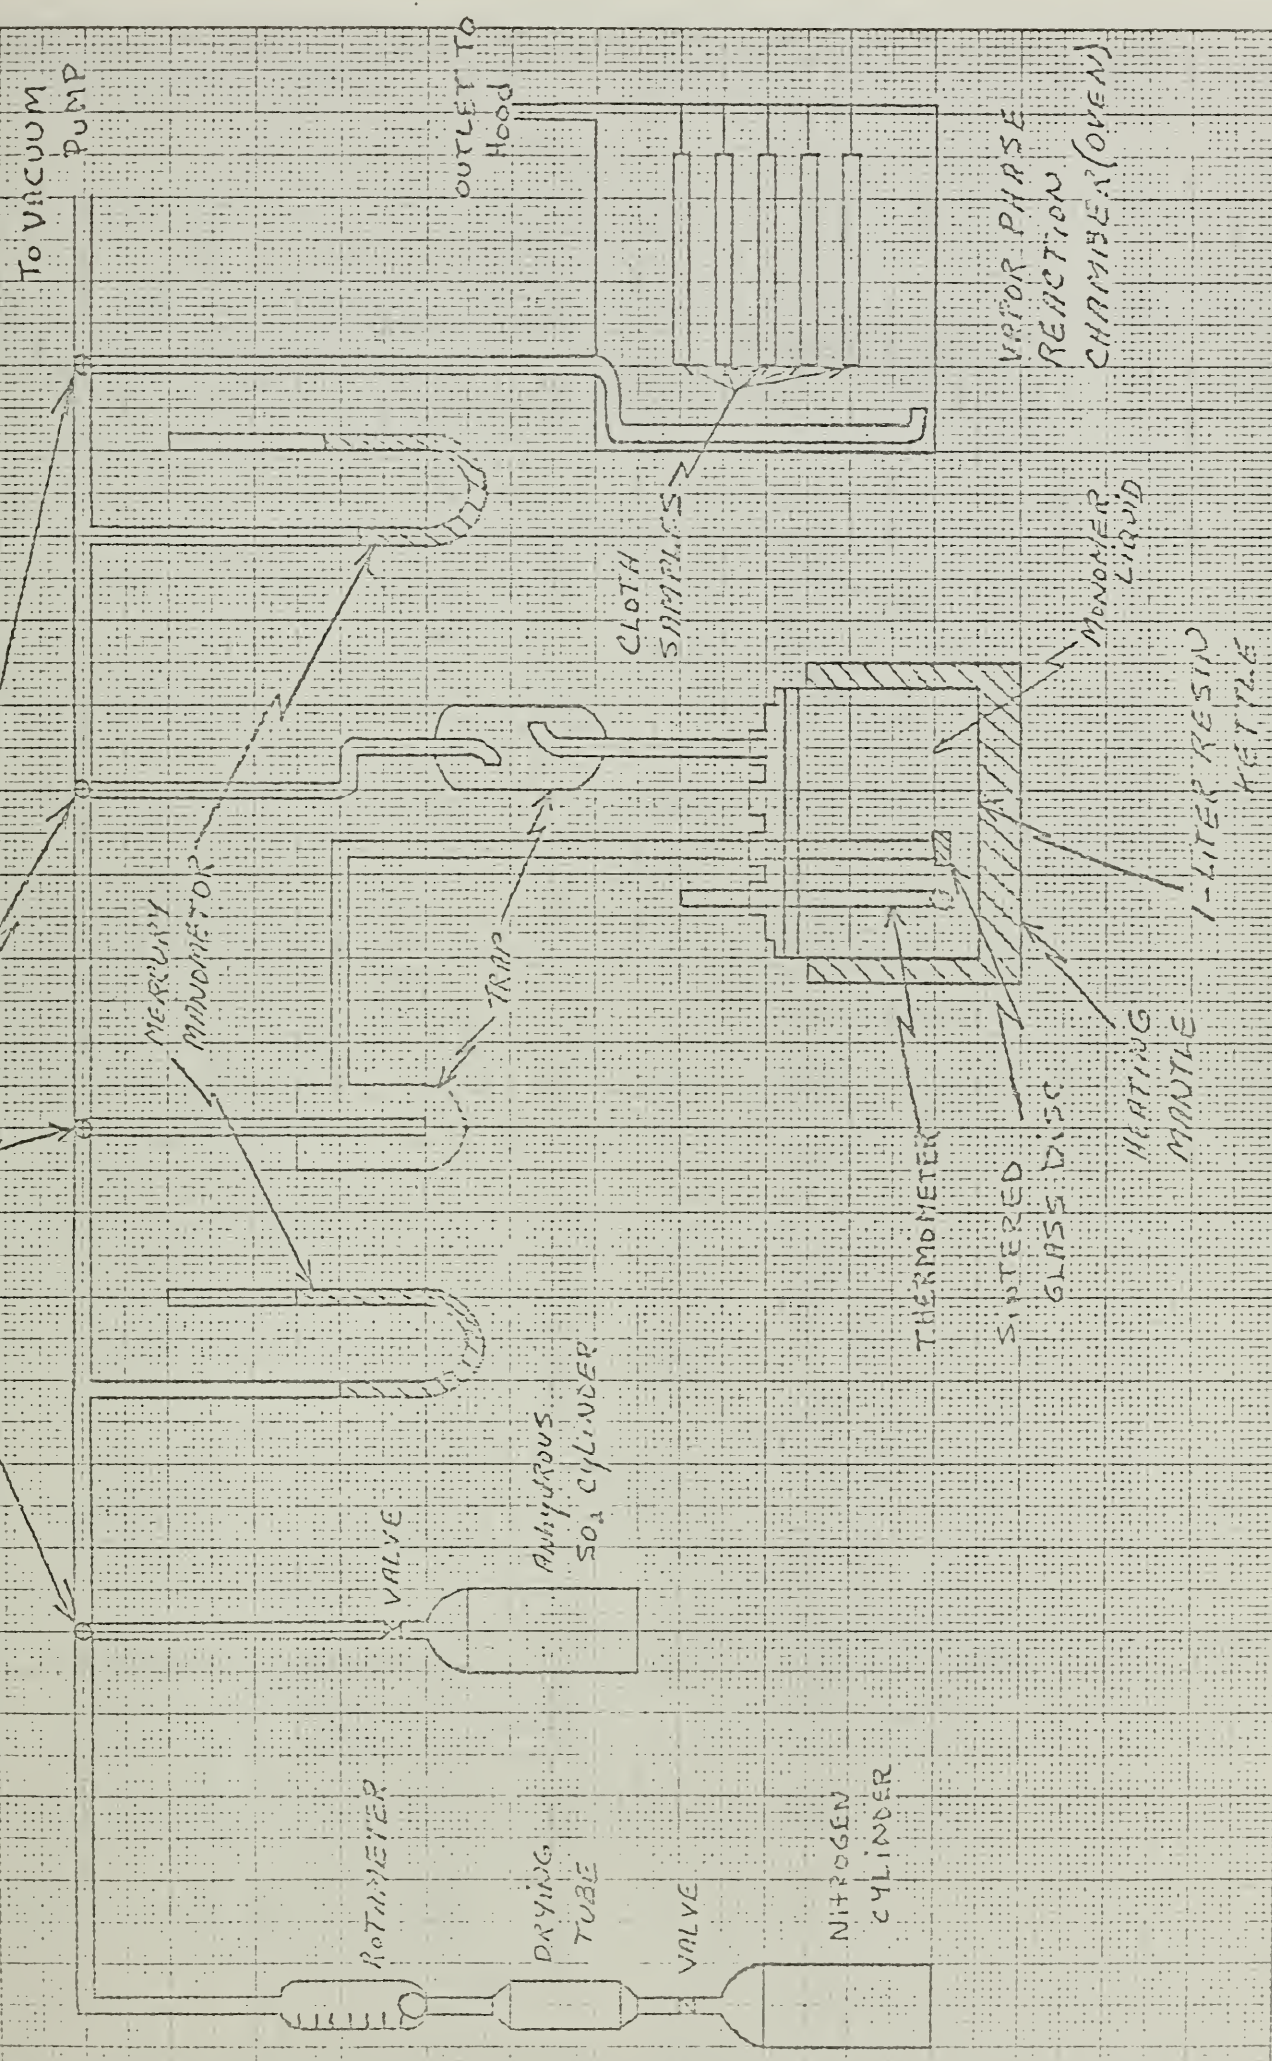 To VACUUM
PUMP
OUTLET TO
Hood
VAPOR PHASE
REACTION
CHAMBER (OVEN)
CLOTH
SAMPLES
MONOMER
LIQUID
1-LITER RESIN
KETTLE
MERCURY
MANOMETOR
TRAP
HEATING
MANTLE
THERMOMETER
SINTERED
GLASS DISC
ANHYDROUS
SO₂ CYLINDER
VALVE
ROTAMETER
DRYING
TUBE
VALVE
NITROGEN
CYLINDER